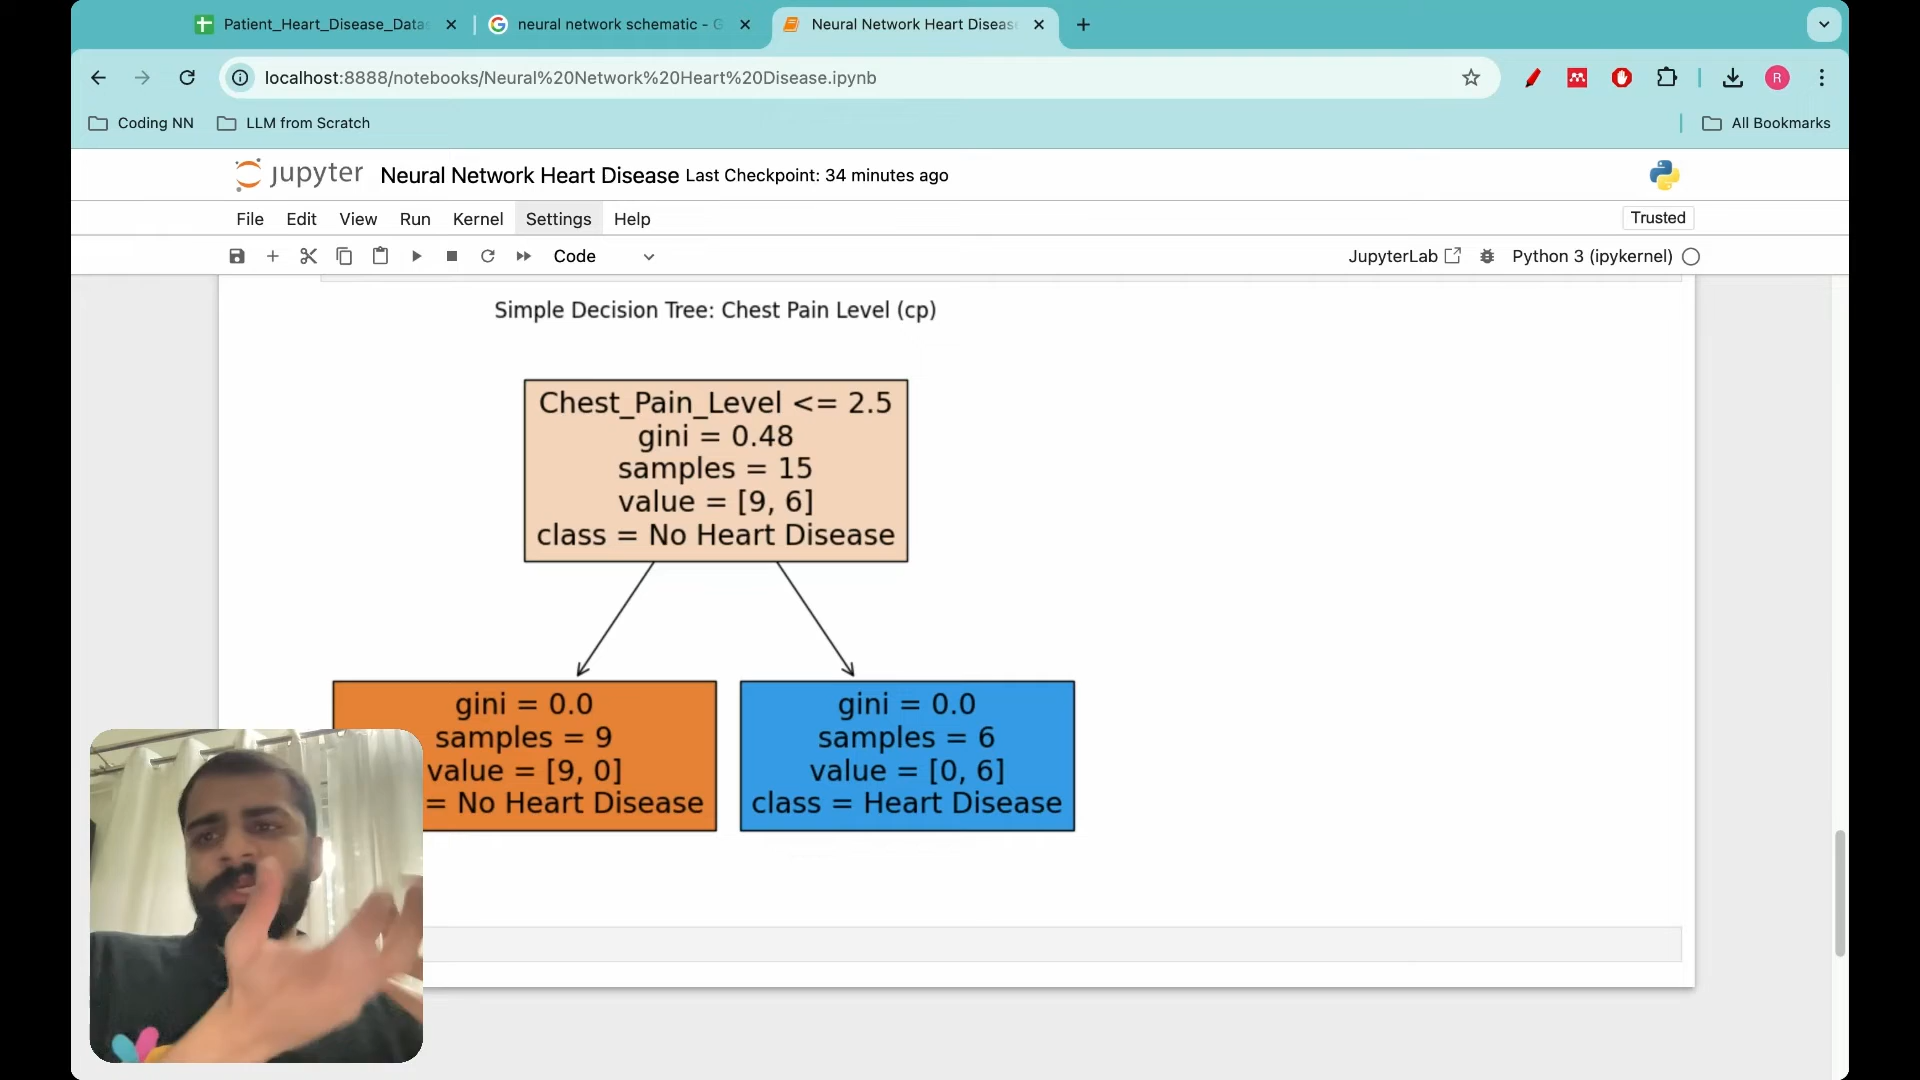 Patient_Heart_Disease_Data
neural network schematic - G
Neural Network Heart Diseas
localhost:8888/notebooks/Neural%20Network%20Heart%20Disease.ipynb
R
Coding NN
LLM from Scratch
All Bookmarks
jupyter
Neural Network Heart Disease Last Checkpoint: 34 minutes ago
File Edit View Run Kernel Settings Help
Trusted
Code
JupyterLab
Python 3 (ipykernel)
Simple Decision Tree: Chest Pain Level (cp)
Chest_Pain_Level <= 2.5
gini = 0.48
samples = 15
value = [9, 6]
class = No Heart Disease
gini = 0.0
samples = 9
value = [9, 0]
= No Heart Disease
gini = 0.0
samples = 6
value = [0, 6]
class = Heart Disease